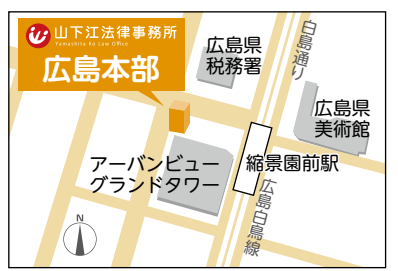 山下江法律事務所
Yamashita Ko Law Office
広島本部
広島県
税務署
白島通り
広島県
美術館
アーバンビュー
グランドタワー
縮景園前駅
広島白島線
N